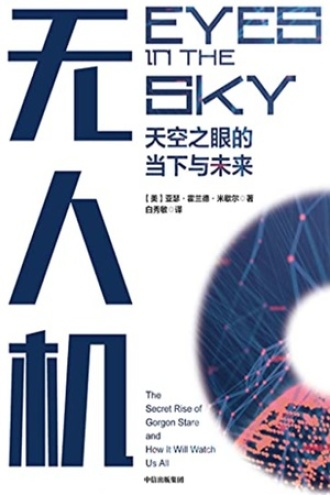 无人机
EYES
IN THE
SKY
天空之眼的
当下与未来
【美】亚瑟·霍兰德·米歇尔◎著
白秀敏◎译
The
Secret Rise of
Gorgon Stare
and
How It Will Watch
Us All
中信出版集团